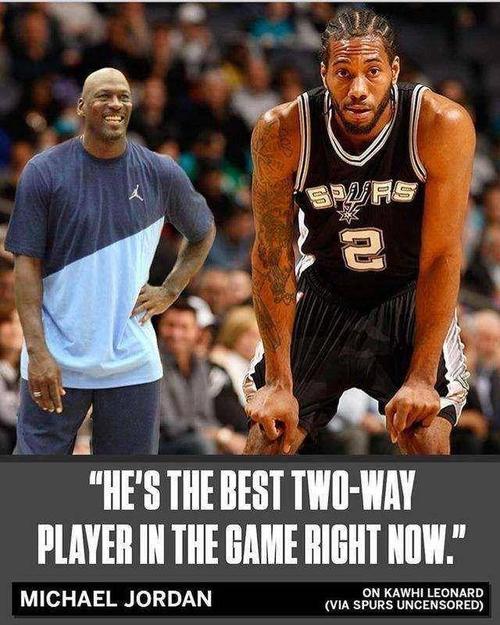 SPURS
2
“HE'S THE BEST TWO-WAY
PLAYER IN THE GAME RIGHT NOW.”
MICHAEL JORDAN
ON KAWHI LEONARD
(VIA SPURS UNCENSORED)